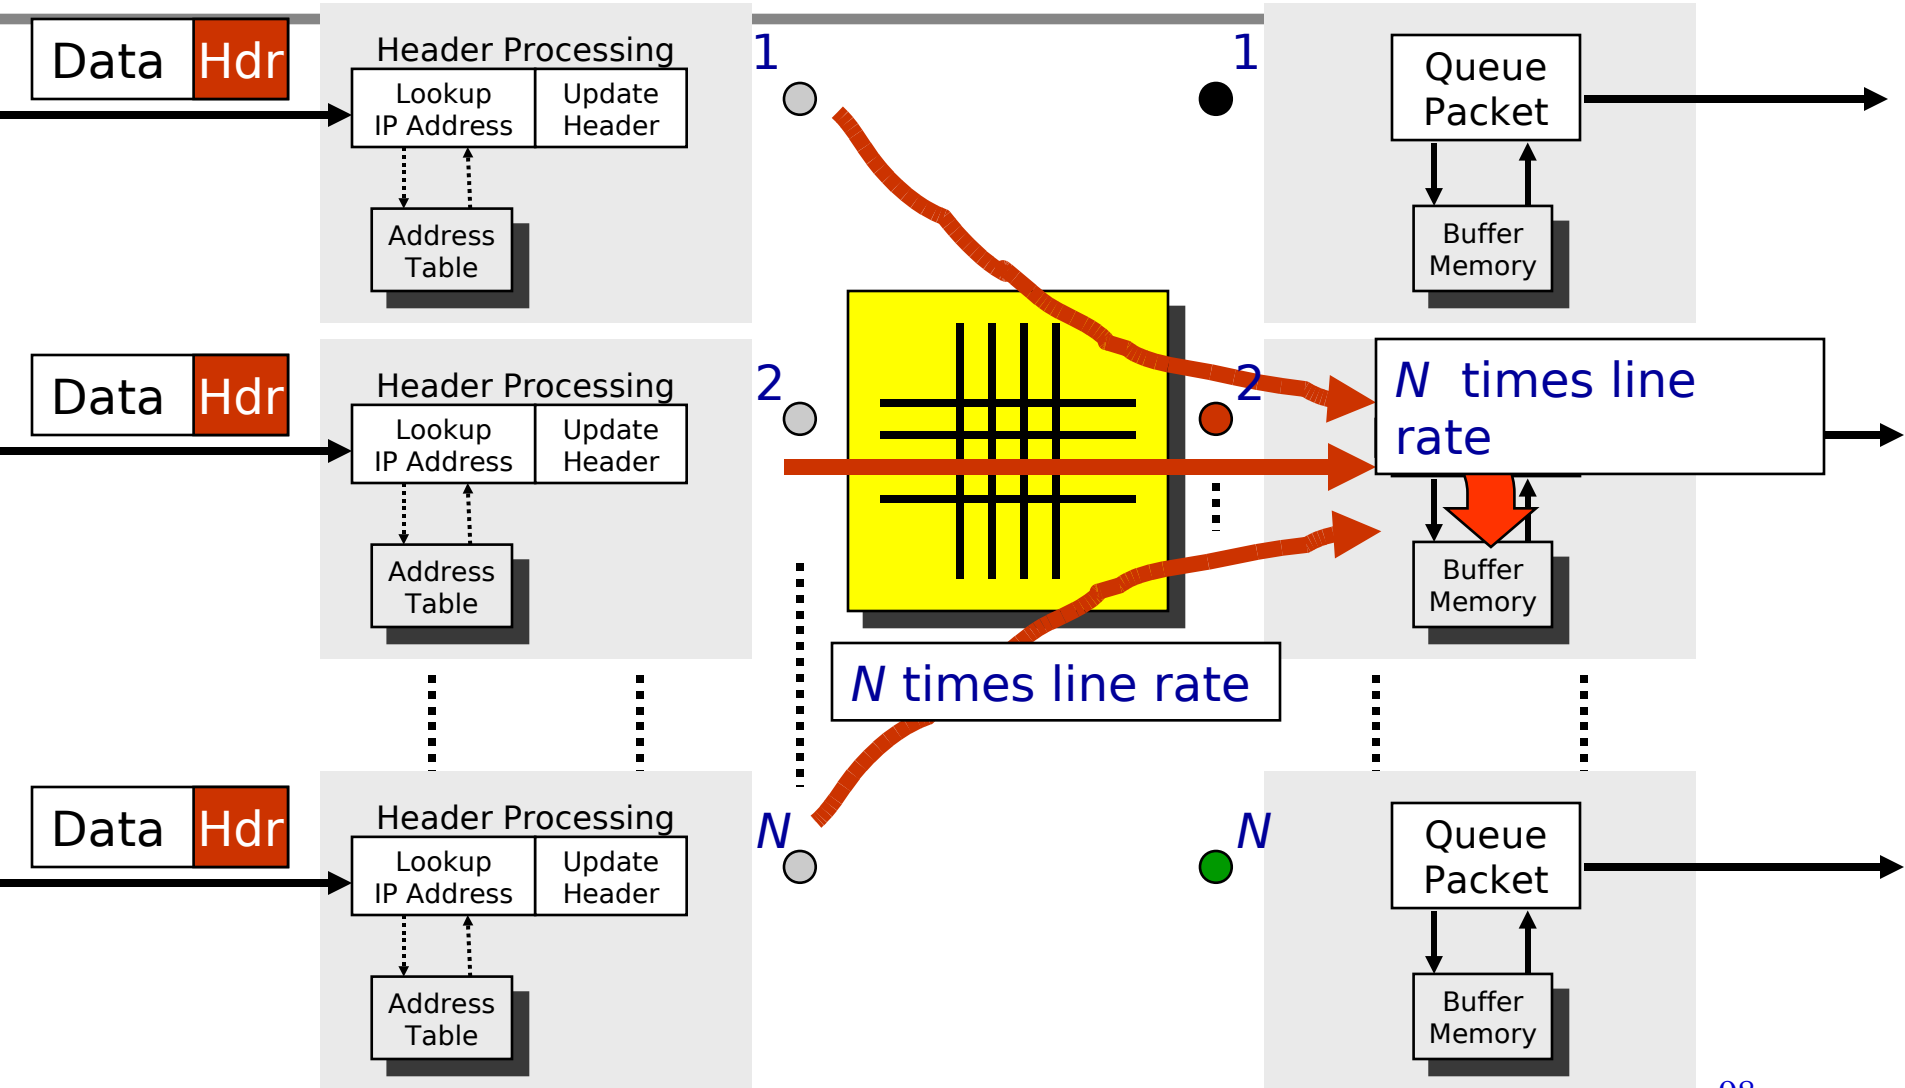 Data Hdr
Header Processing
Lookup
IP Address
Update
Header
Address
Table
1
1
Queue
Packet
Buffer
Memory
Data Hdr
Header Processing
Lookup
IP Address
Update
Header
Address
Table
2
2
N times line
rate
Buffer
Memory
N times line rate
Data Hdr
Header Processing
Lookup
IP Address
Update
Header
Address
Table
N
N
Queue
Packet
Buffer
Memory